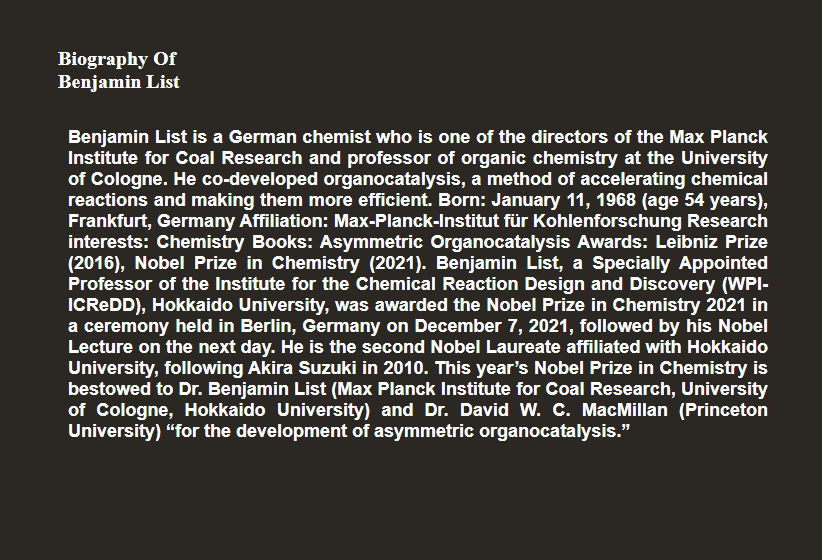 Biography Of
Benjamin List
Benjamin List is a German chemist who is one of the directors of the Max Planck
Institute for Coal Research and professor of organic chemistry at the University
of Cologne. He co-developed organocatalysis, a method of accelerating chemical
reactions and making them more efficient. Born: January 11, 1968 (age 54 years),
Frankfurt, Germany Affiliation: Max-Planck-Institut für Kohlenforschung Research
interests: Chemistry Books: Asymmetric Organocatalysis Awards: Leibniz Prize
(2016), Nobel Prize in Chemistry (2021). Benjamin List, a Specially Appointed
Professor of the Institute for the Chemical Reaction Design and Discovery (WPI-
ICReDD), Hokkaido University, was awarded the Nobel Prize in Chemistry 2021 in
a ceremony held in Berlin, Germany on December 7, 2021, followed by his Nobel
Lecture on the next day. He is the second Nobel Laureate affiliated with Hokkaido
University, following Akira Suzuki in 2010. This year’s Nobel Prize in Chemistry is
bestowed to Dr. Benjamin List (Max Planck Institute for Coal Research, University
of Cologne, Hokkaido University) and Dr. David W. C. MacMillan (Princeton
University) “for the development of asymmetric organocatalysis.”